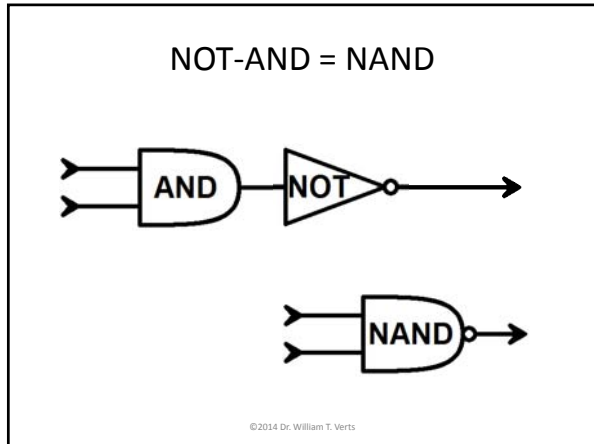 NOT-AND = NAND
AND NOT
NAND
©2014 Dr. William T. Verts